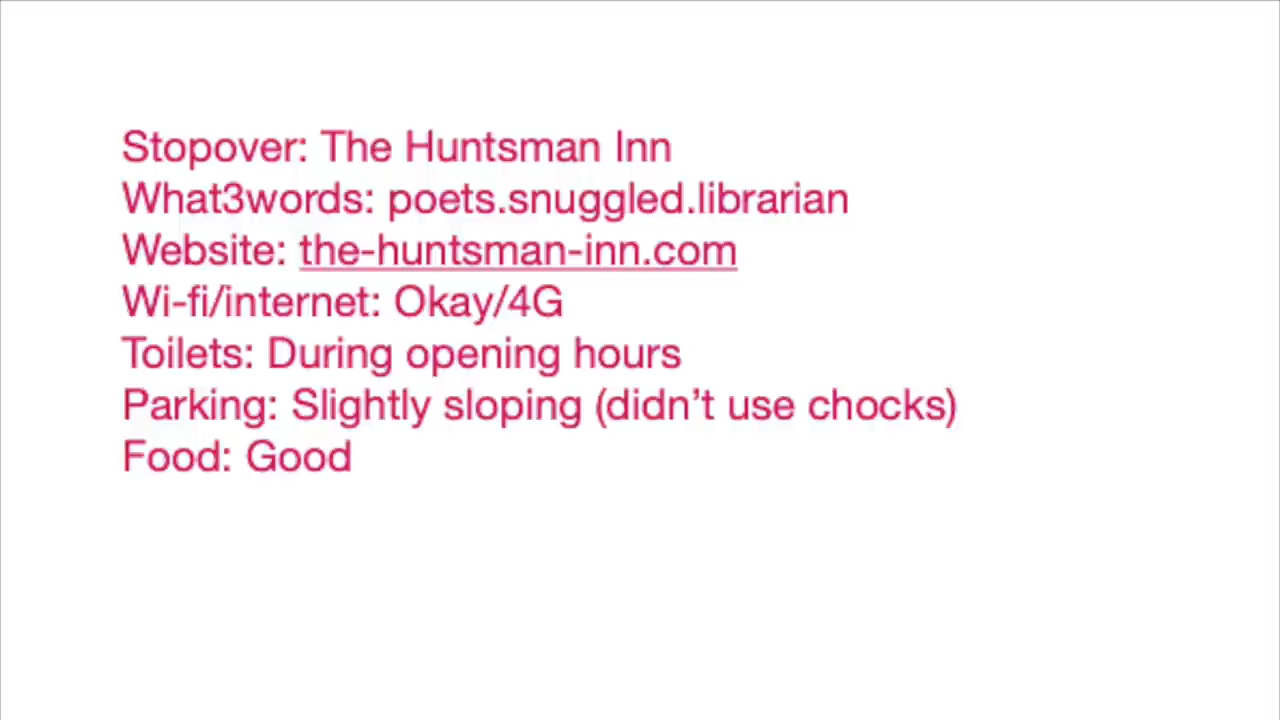 Stopover: The Huntsman Inn
What3words: poets.snuggled.librarian
Website: the-huntsman-inn.com
Wi-fi/internet: Okay/4G
Toilets: During opening hours
Parking: Slightly sloping (didn’t use chocks)
Food: Good